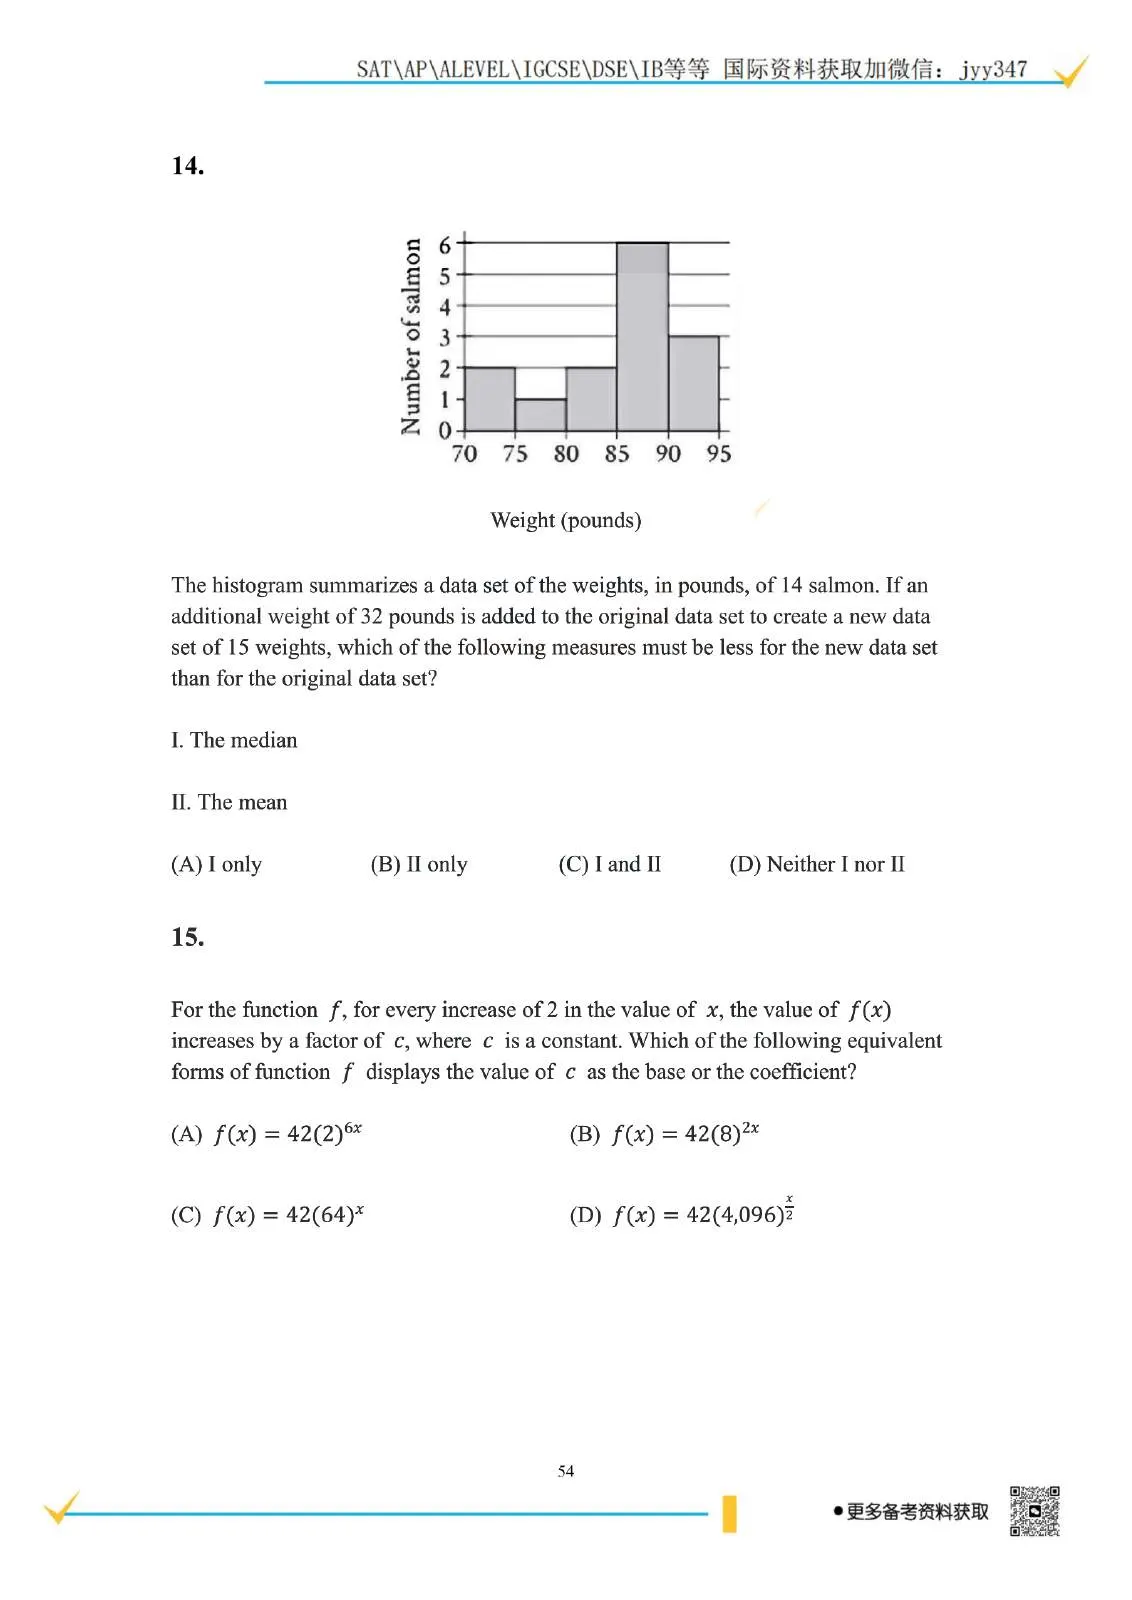 SAT\AP\ALEVEL\IGCSE\DSE\IB等等 国际资料获取加微信：jyy347
14.
Number of salmon
6
5
4
3
2
1
0
70 75 80 85 90 95
Weight (pounds)
The histogram summarizes a data set of the weights, in pounds, of 14 salmon. If an
additional weight of 32 pounds is added to the original data set to create a new data
set of 15 weights, which of the following measures must be less for the new data set
than for the original data set?
I. The median
II. The mean
(A) I only (B) II only (C) I and II (D) Neither I nor II
15.
For the function f, for every increase of 2 in the value of x, the value of f(x)
increases by a factor of c, where c is a constant. Which of the following equivalent
forms of function f displays the value of c as the base or the coefficient?
(A) f(x) = 42(2)^{6x} (B) f(x) = 42(8)^{2x}
(C) f(x) = 42(64)^{x} (D) f(x) = 42(4,096)^{\frac{x}{2}}
54
●更多备考资料获取